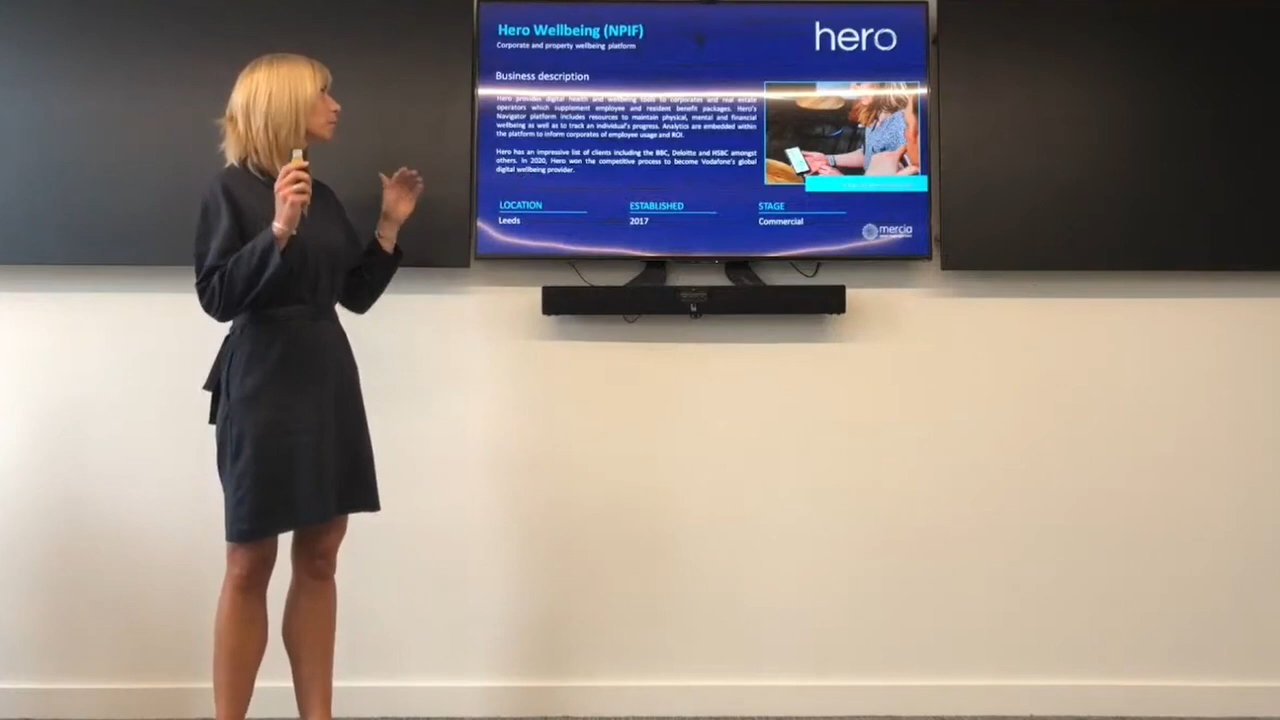 Hero Wellbeing (NPIF)
hero
Corporate and property wellbeing platform
Business description
Hero provides digital health and wellbeing tools to corporates and real estate
operators which supplement employee and resident benefit packages. Hero's
Navigator platform includes resources to maintain physical, mental and financial
wellbeing as well as to track an individual's progress. Analytics are embedded within
the platform to inform corporates of employee usage and ROI.
Hero has an impressive list of clients including the BBC, Deloitte and HSBC amongst
others. In 2020, Hero won the competitive process to become Vodafone's global
digital wellbeing provider.
LOCATION
Leeds
ESTABLISHED
2017
STAGE
Commercial
mercia